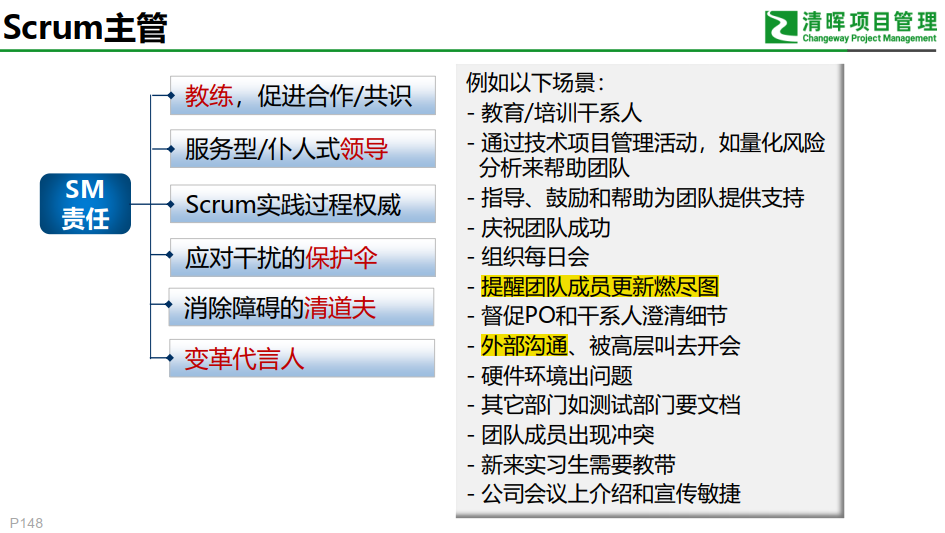 Scrum主管
清晖项目管理
Changeway Project Management
SM
责任
教练，促进合作/共识
服务型/仆人式领导
Scrum实践过程权威
应对干扰的保护伞
消除障碍的清道夫
变革代言人
例如以下场景：
- 教育/培训干系人
- 通过技术项目管理活动，如量化风险
分析来帮助团队
- 指导、鼓励和帮助为团队提供支持
- 庆祝团队成功
- 组织每日会
- 提醒团队成员更新燃尽图
- 督促PO和干系人澄清细节
- 外部沟通、被高层叫去开会
- 硬件环境出问题
- 其它部门如测试部门要文档
- 团队成员出现冲突
- 新来实习生需要教带
- 公司会议上介绍和宣传敏捷
P148